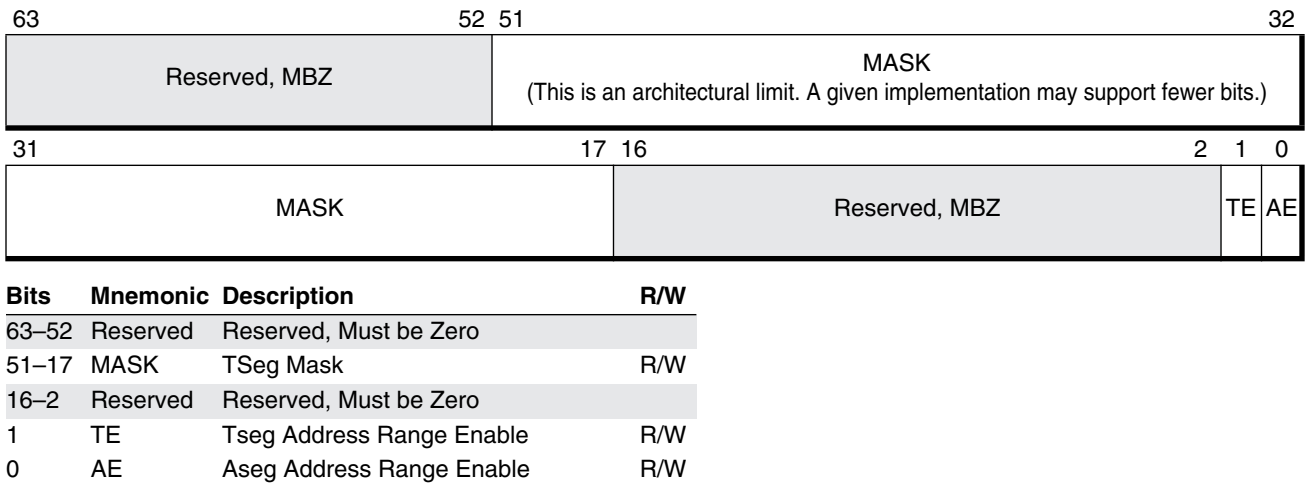 63 52 51 32
Reserved, MBZ
MASK
(This is an architectural limit. A given implementation may support fewer bits.)
31 17 16 2 1 0
MASK Reserved, MBZ TE AE
Bits Mnemonic Description R/W
63–52 Reserved Reserved, Must be Zero
51–17 MASK TSeg Mask R/W
16–2 Reserved Reserved, Must be Zero
1 TE Tseg Address Range Enable R/W
0 AE Aseg Address Range Enable R/W